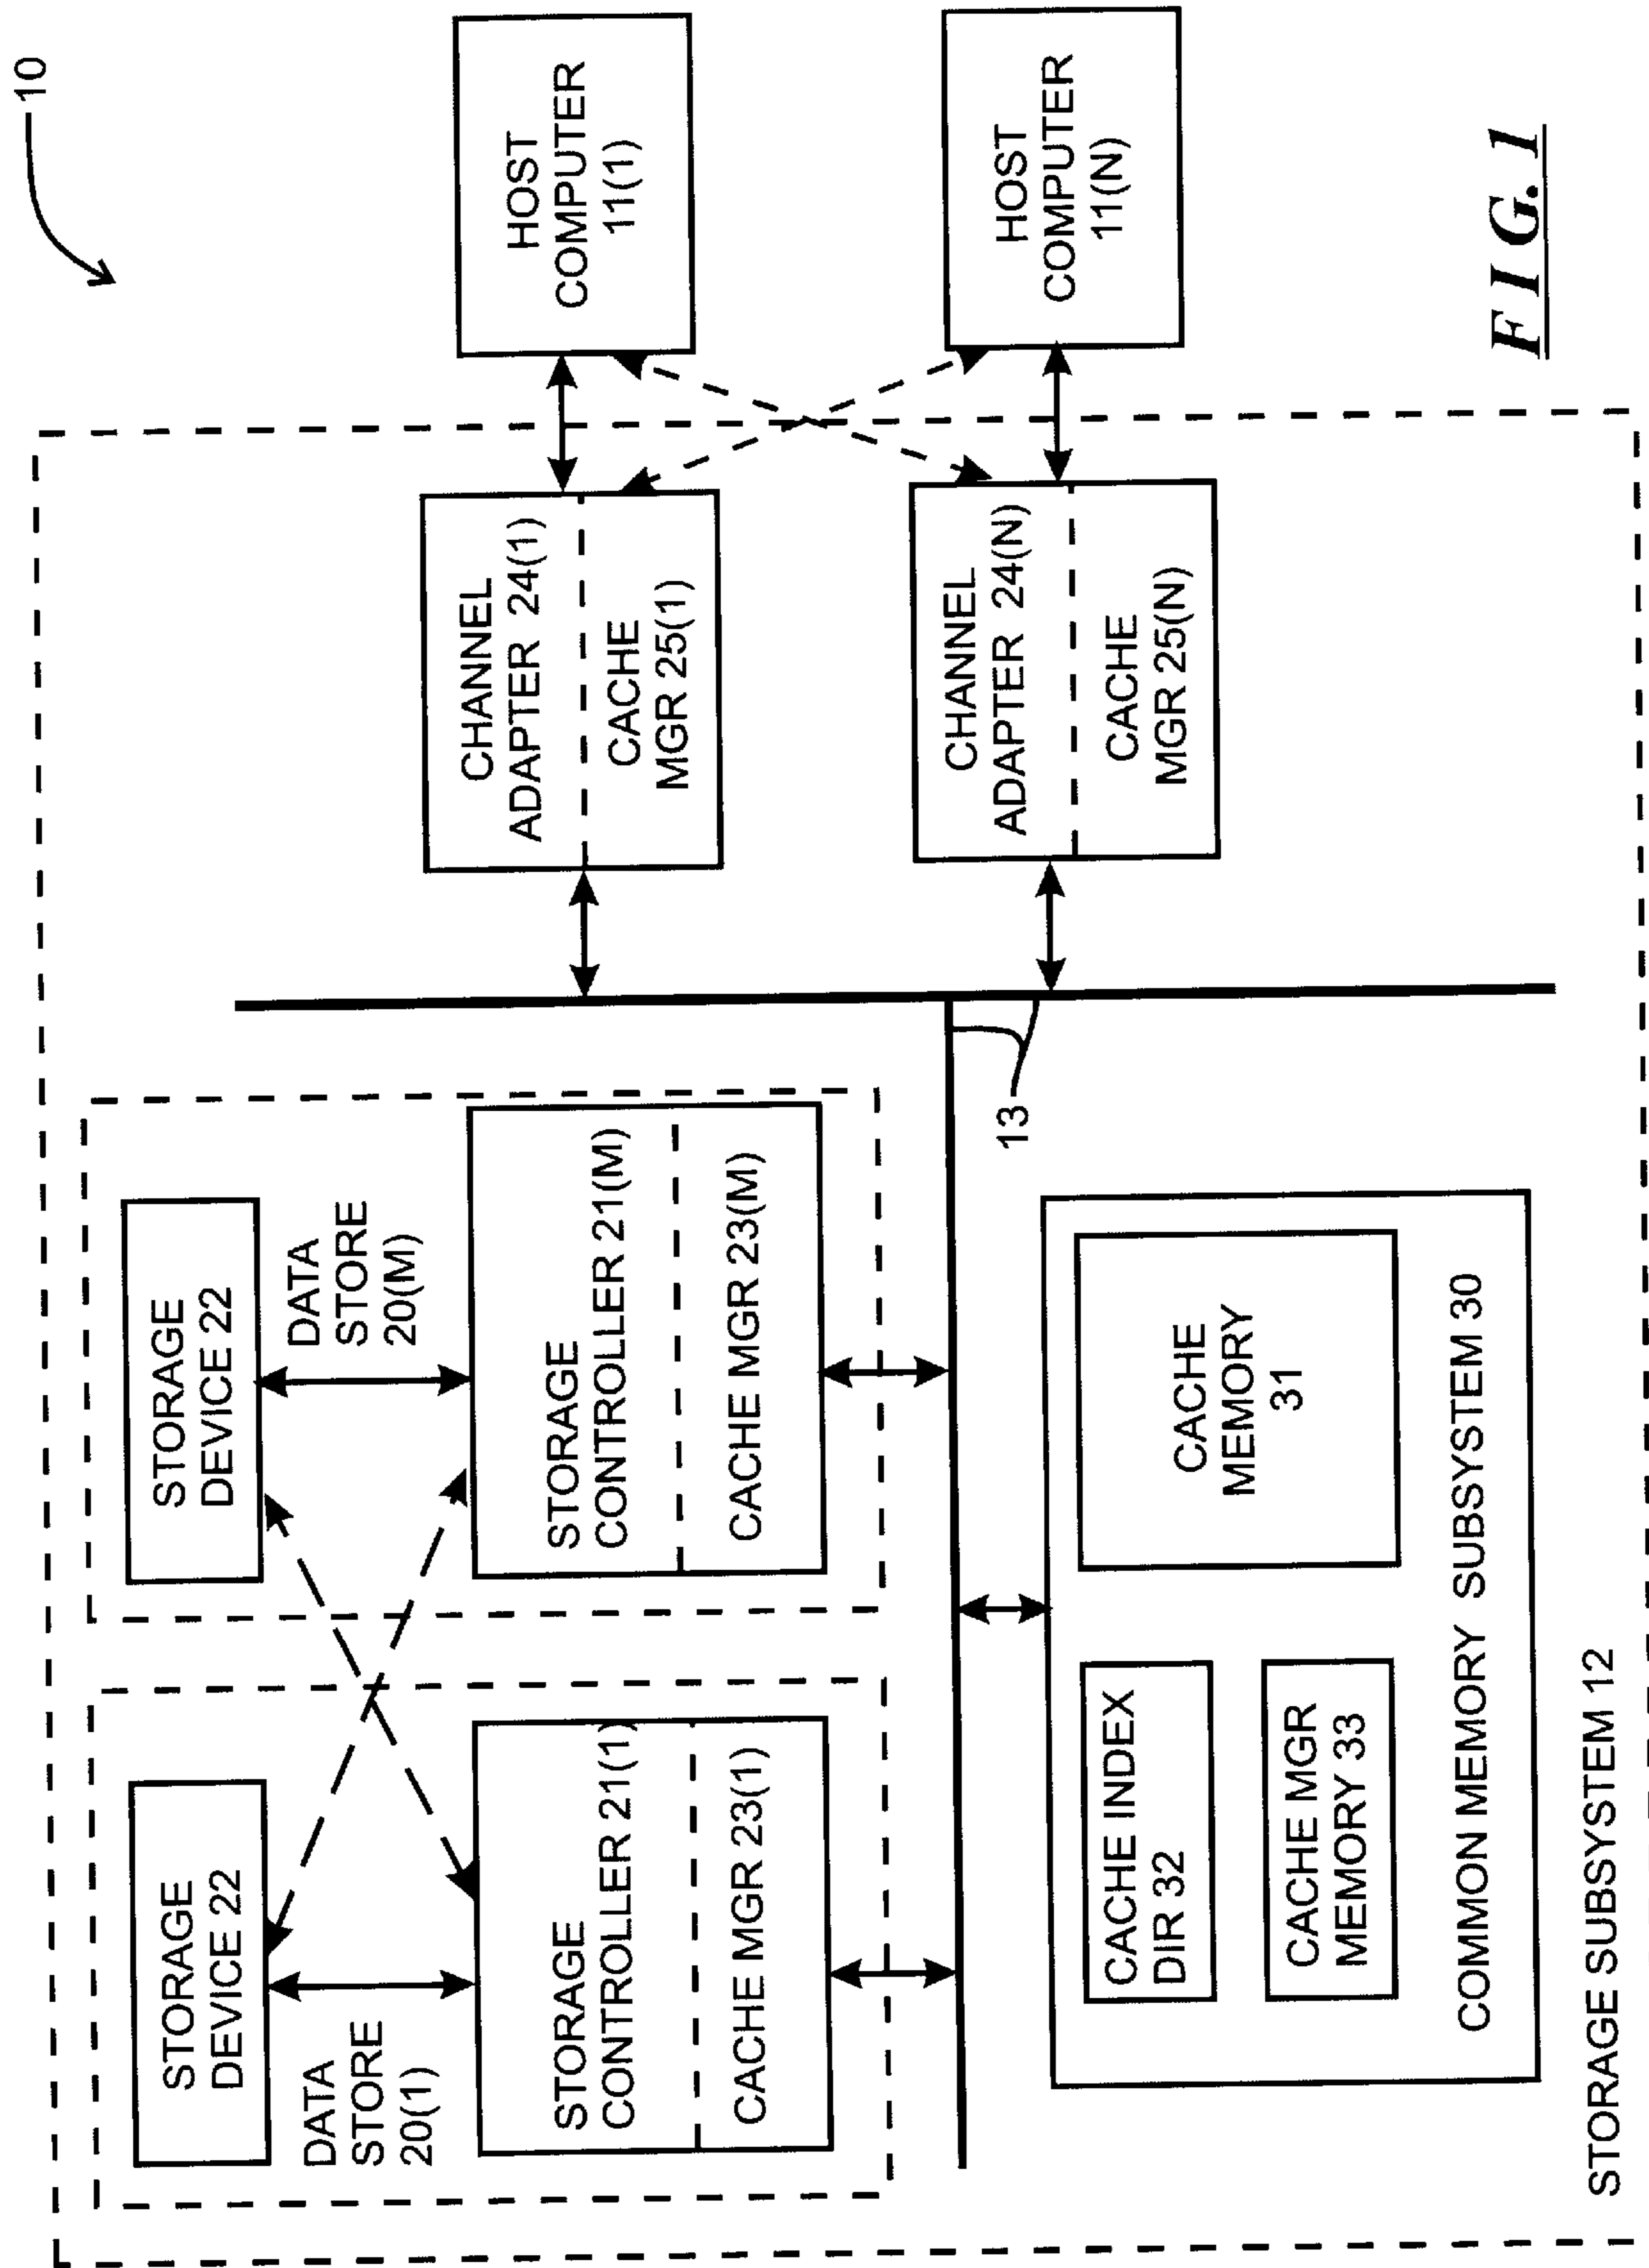 10
STORAGE
DEVICE 22
DATA
STORE
20(1)
STORAGE
CONTROLLER 21(1)
CACHE MGR 23(1)
STORAGE
DEVICE 22
DATA
STORE
20(M)
STORAGE
CONTROLLER 21(M)
CACHE MGR 23(M)
CHANNEL
ADAPTER 24(1)
CACHE
MGR 25(1)
HOST
COMPUTER
11(1)
CHANNEL
ADAPTER 24(N)
CACHE
MGR 25(N)
HOST
COMPUTER
11(N)
13
CACHE INDEX
DIR 32
CACHE MGR
MEMORY 33
CACHE
MEMORY
31
COMMON MEMORY SUBSYSTEM 30
STORAGE SUBSYSTEM 12
FIG. 1